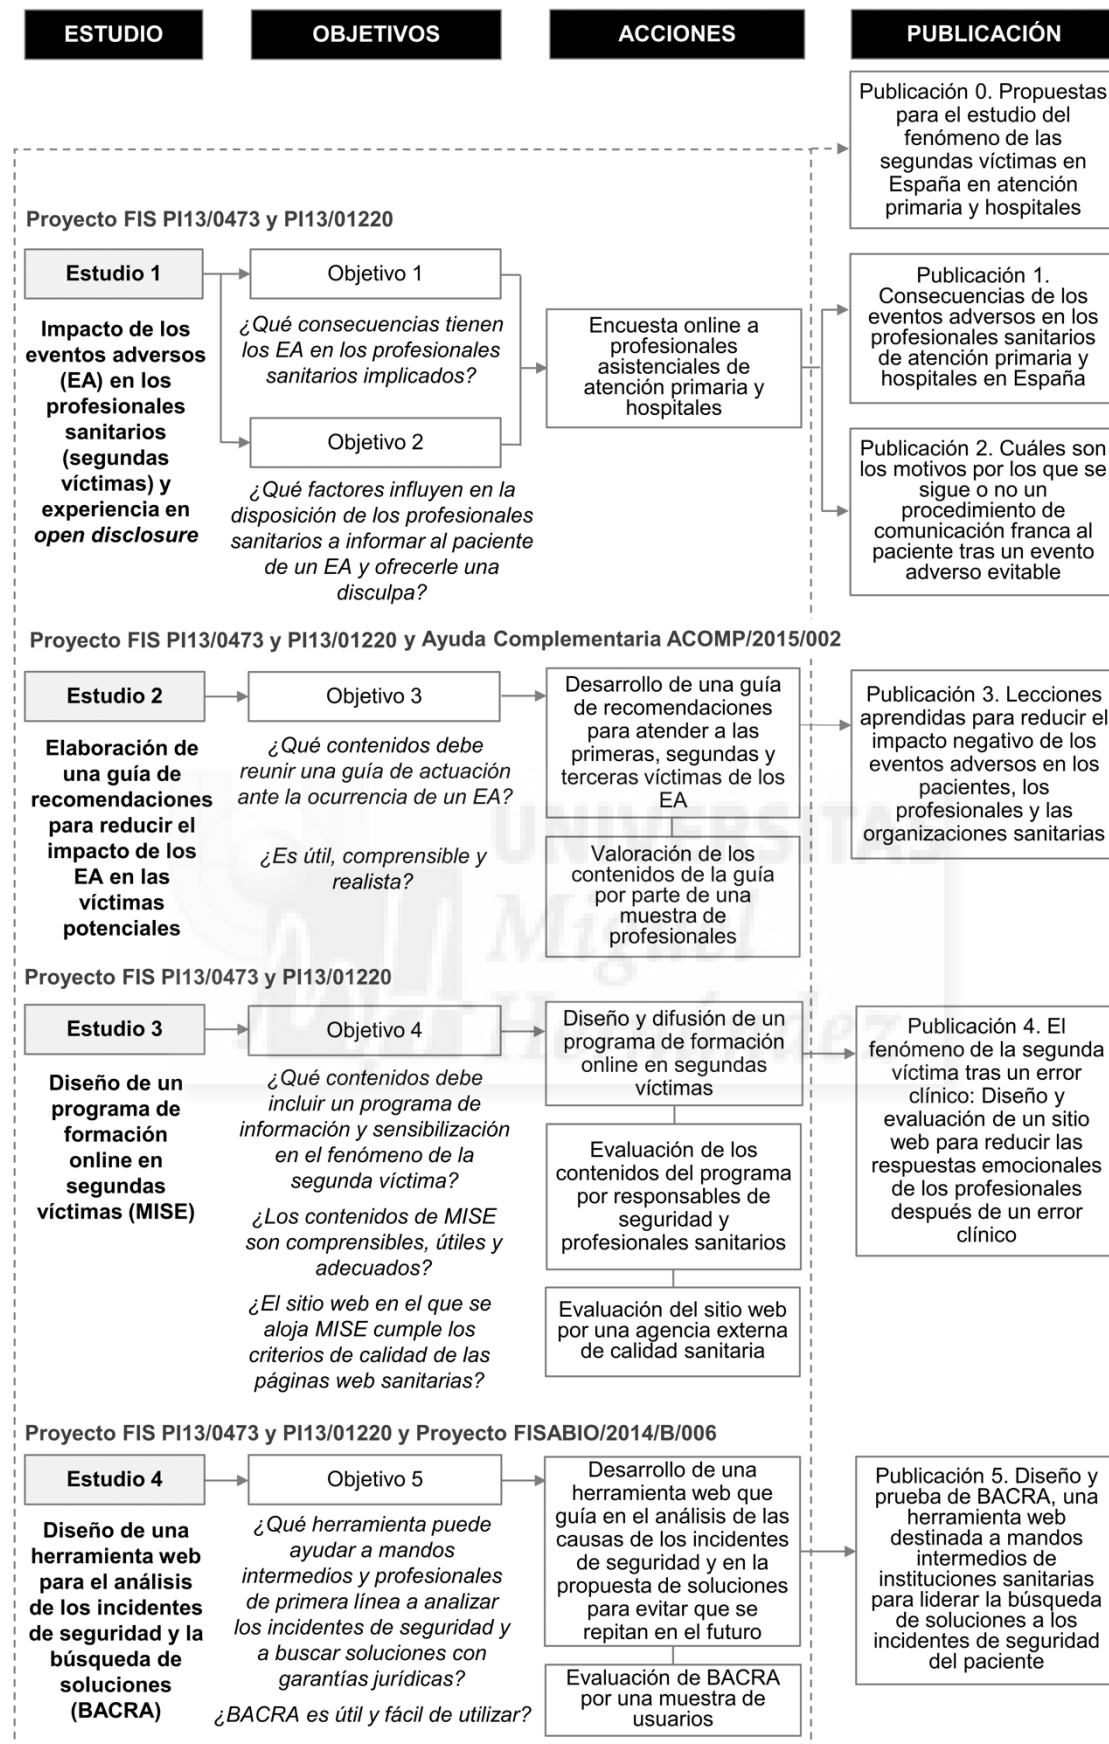 ESTUDIO
OBJETIVOS
ACCIONES
PUBLICACIÓN
Publicación 0. Propuestas
para el estudio del
fenómeno de las
segundas víctimas en
España en atención
primaria y hospitales
Proyecto FIS PI13/0473 y PI13/01220
Estudio 1
Impacto de los
eventos adversos
(EA) en los
profesionales
sanitarios
(segundas
víctimas) y
experiencia en
open disclosure
Objetivo 1
¿Qué consecuencias tienen
los EA en los profesionales
sanitarios implicados?
Objetivo 2
¿Qué factores influyen en la
disposición de los profesionales
sanitarios a informar al paciente
de un EA y ofrecerle una
disculpa?
Encuesta online a
profesionales
asistenciales de
atención primaria y
hospitales
Publicación 1.
Consecuencias de los
eventos adversos en los
profesionales sanitarios
de atención primaria y
hospitales en España
Publicación 2. Cuáles son
los motivos por los que se
sigue o no un
procedimiento de
comunicación franca al
paciente tras un evento
adverso evitable
Proyecto FIS PI13/0473 y PI13/01220 y Ayuda Complementaria ACOMP/2015/002
Estudio 2
Elaboración de
una guía de
recomendaciones
para reducir el
impacto de los
EA en las
víctimas
potenciales
Objetivo 3
¿Qué contenidos debe
reunir una guía de actuación
ante la ocurrencia de un EA?
¿Es útil, comprensible y
realista?
Desarrollo de una guía
de recomendaciones
para atender a las
primeras, segundas y
terceras víctimas de los
EA
Valoración de los
contenidos de la guía
por parte de una
muestra de
profesionales
Publicación 3. Lecciones
aprendidas para reducir el
impacto negativo de los
eventos adversos en los
pacientes, los
profesionales y las
organizaciones sanitarias
UNIVERSITAS
Miguel
Hernández
Proyecto FIS PI13/0473 y PI13/01220
Estudio 3
Diseño de un
programa de
formación
online en
segundas
víctimas (MISE)
Objetivo 4
¿Qué contenidos debe
incluir un programa de
información y sensibilización
en el fenómeno de la
segunda víctima?
¿Los contenidos de MISE
son comprensibles, útiles y
adecuados?
¿El sitio web en el que se
aloja MISE cumple los
criterios de calidad de las
páginas web sanitarias?
Diseño y difusión de un
programa de formación
online en segundas
víctimas
Evaluación de los
contenidos del programa
por responsables de
seguridad y
profesionales sanitarios
Evaluación del sitio web
por una agencia externa
de calidad sanitaria
Publicación 4. El
fenómeno de la segunda
víctima tras un error
clínico: Diseño y
evaluación de un sitio
web para reducir las
respuestas emocionales
de los profesionales
después de un error
clínico
Proyecto FIS PI13/0473 y PI13/01220 y Proyecto FISABIO/2014/B/006
Estudio 4
Diseño de una
herramienta web
para el análisis
de los incidentes
de seguridad y la
búsqueda de
soluciones
(BACRA)
Objetivo 5
¿Qué herramienta puede
ayudar a mandos
intermedios y profesionales
de primera línea a analizar
los incidentes de seguridad y
a buscar soluciones con
garantías jurídicas?
¿BACRA es útil y fácil de utilizar?
Desarrollo de una
herramienta web que
guía en el análisis de las
causas de los incidentes
de seguridad y en la
propuesta de soluciones
para evitar que se
repitan en el futuro
Evaluación de BACRA
por una muestra de
usuarios
Publicación 5. Diseño y
prueba de BACRA, una
herramienta web
destinada a mandos
intermedios de
instituciones sanitarias
para liderar la búsqueda
de soluciones a los
incidentes de seguridad
del paciente